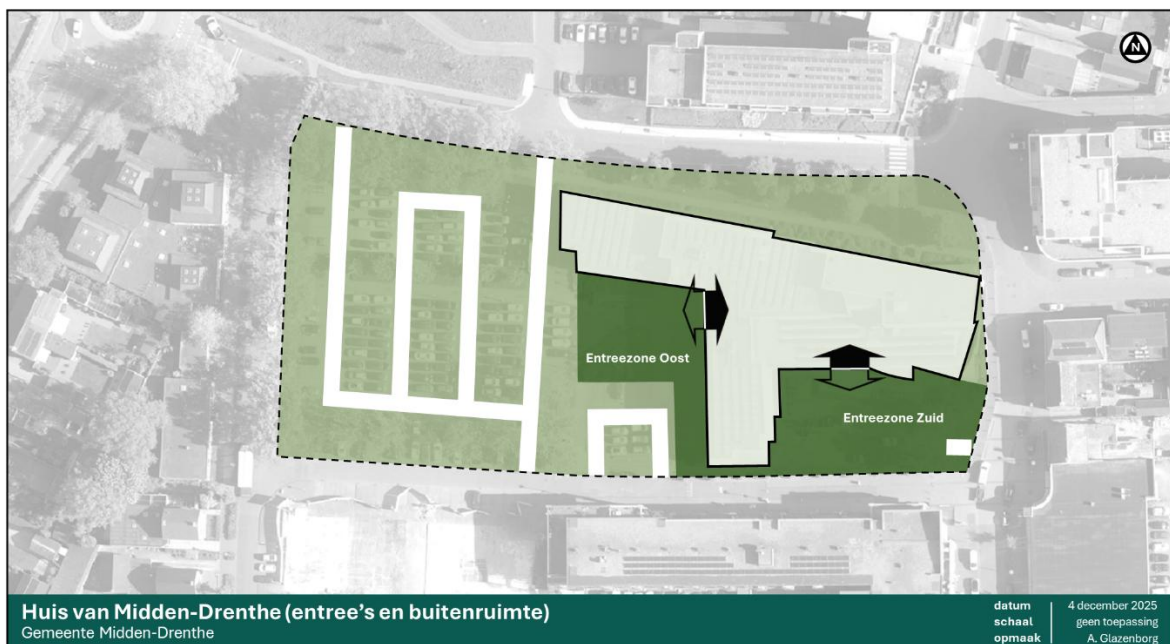 N
Entreezone Oost
Entreezone Zuid
Huis van Midden-Drenthe (entree's en buitenruimte)
Gemeente Midden-Drenthe
datum 4 december 2025
schaal geen toepassing
opmaak A. Glazenborg